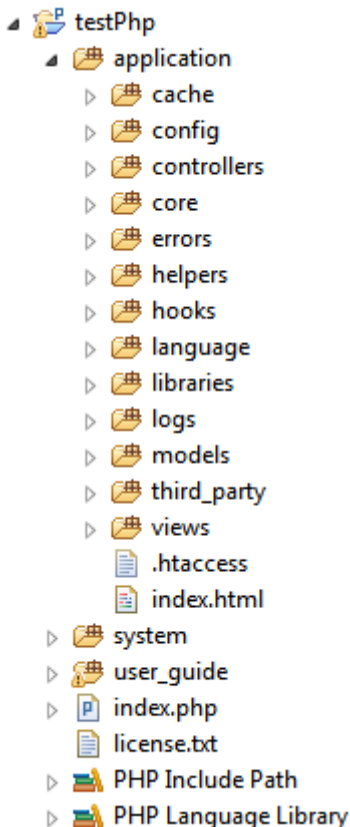 testPhp
application
cache
config
controllers
core
errors
helpers
hooks
language
libraries
logs
models
third_party
views
.htaccess
index.html
system
user_guide
index.php
license.txt
PHP Include Path
PHP Language Library